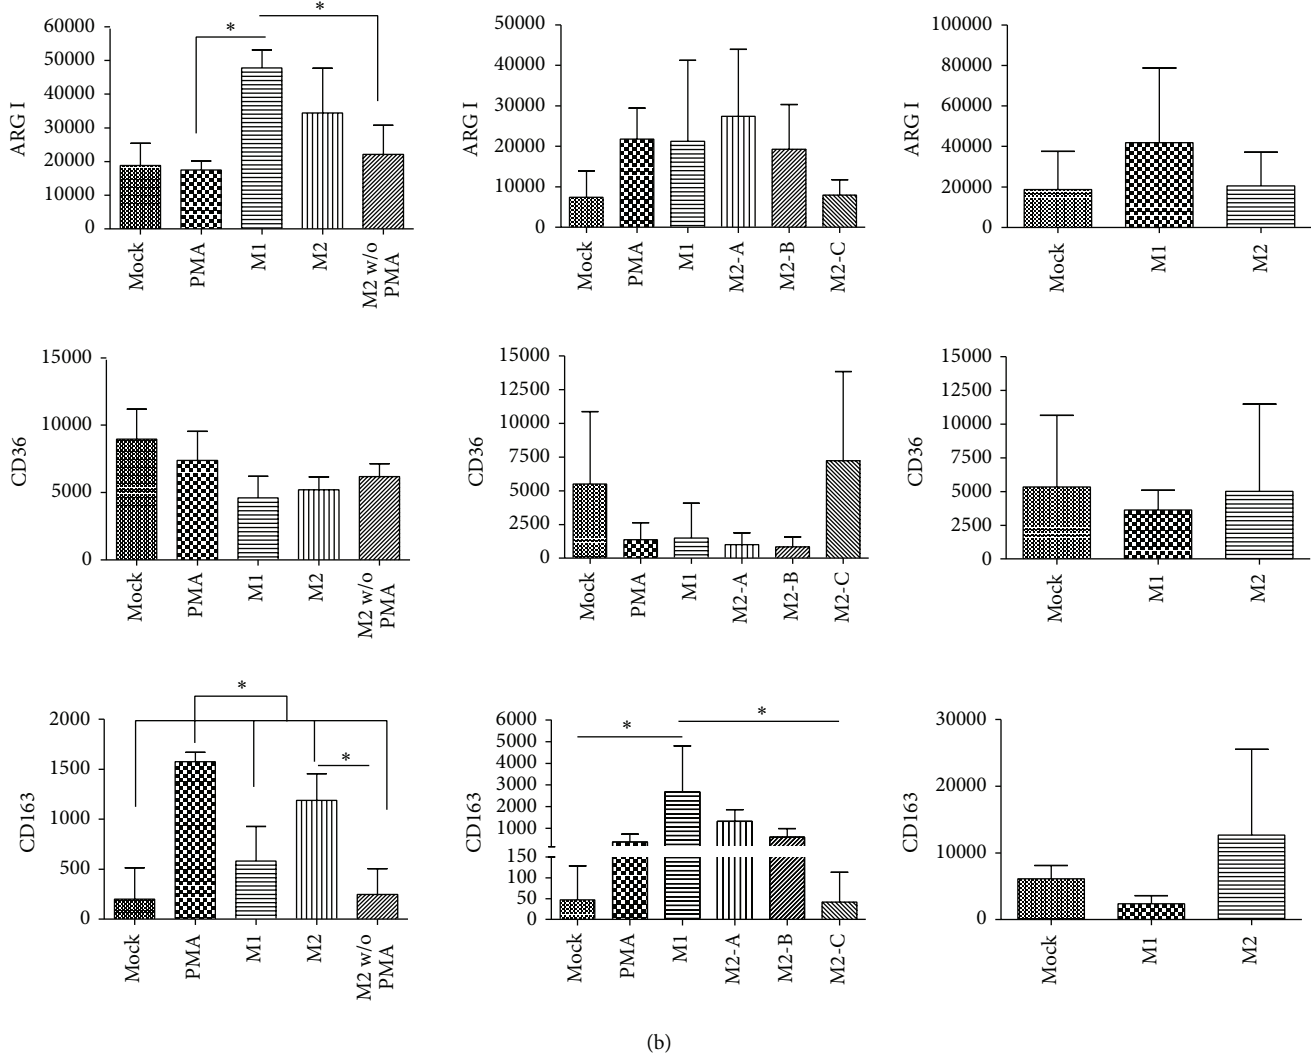 *
*
ARG I
60000
50000
40000
30000
20000
10000
0
Mock
PMA
M1
M2
M2 w/o
PMA
ARG I
50000
40000
30000
20000
10000
0
Mock
PMA
M1
M2-A
M2-B
M2-C
ARG I
100000
80000
60000
40000
20000
0
Mock
M1
M2
CD36
15000
10000
5000
0
Mock
PMA
M1
M2
M2 w/o
PMA
CD36
15000
12500
10000
7500
5000
2500
0
Mock
PMA
M1
M2-A
M2-B
M2-C
CD36
15000
12500
10000
7500
5000
2500
0
Mock
M1
M2
*
*
CD163
2000
1500
1000
500
0
Mock
PMA
M1
M2
M2 w/o
PMA
*
*
CD163
6000
5000
4000
3000
2000
1000
150
100
50
0
Mock
PMA
M1
M2-A
M2-B
M2-C
CD163
30000
20000
10000
0
Mock
M1
M2
(b)